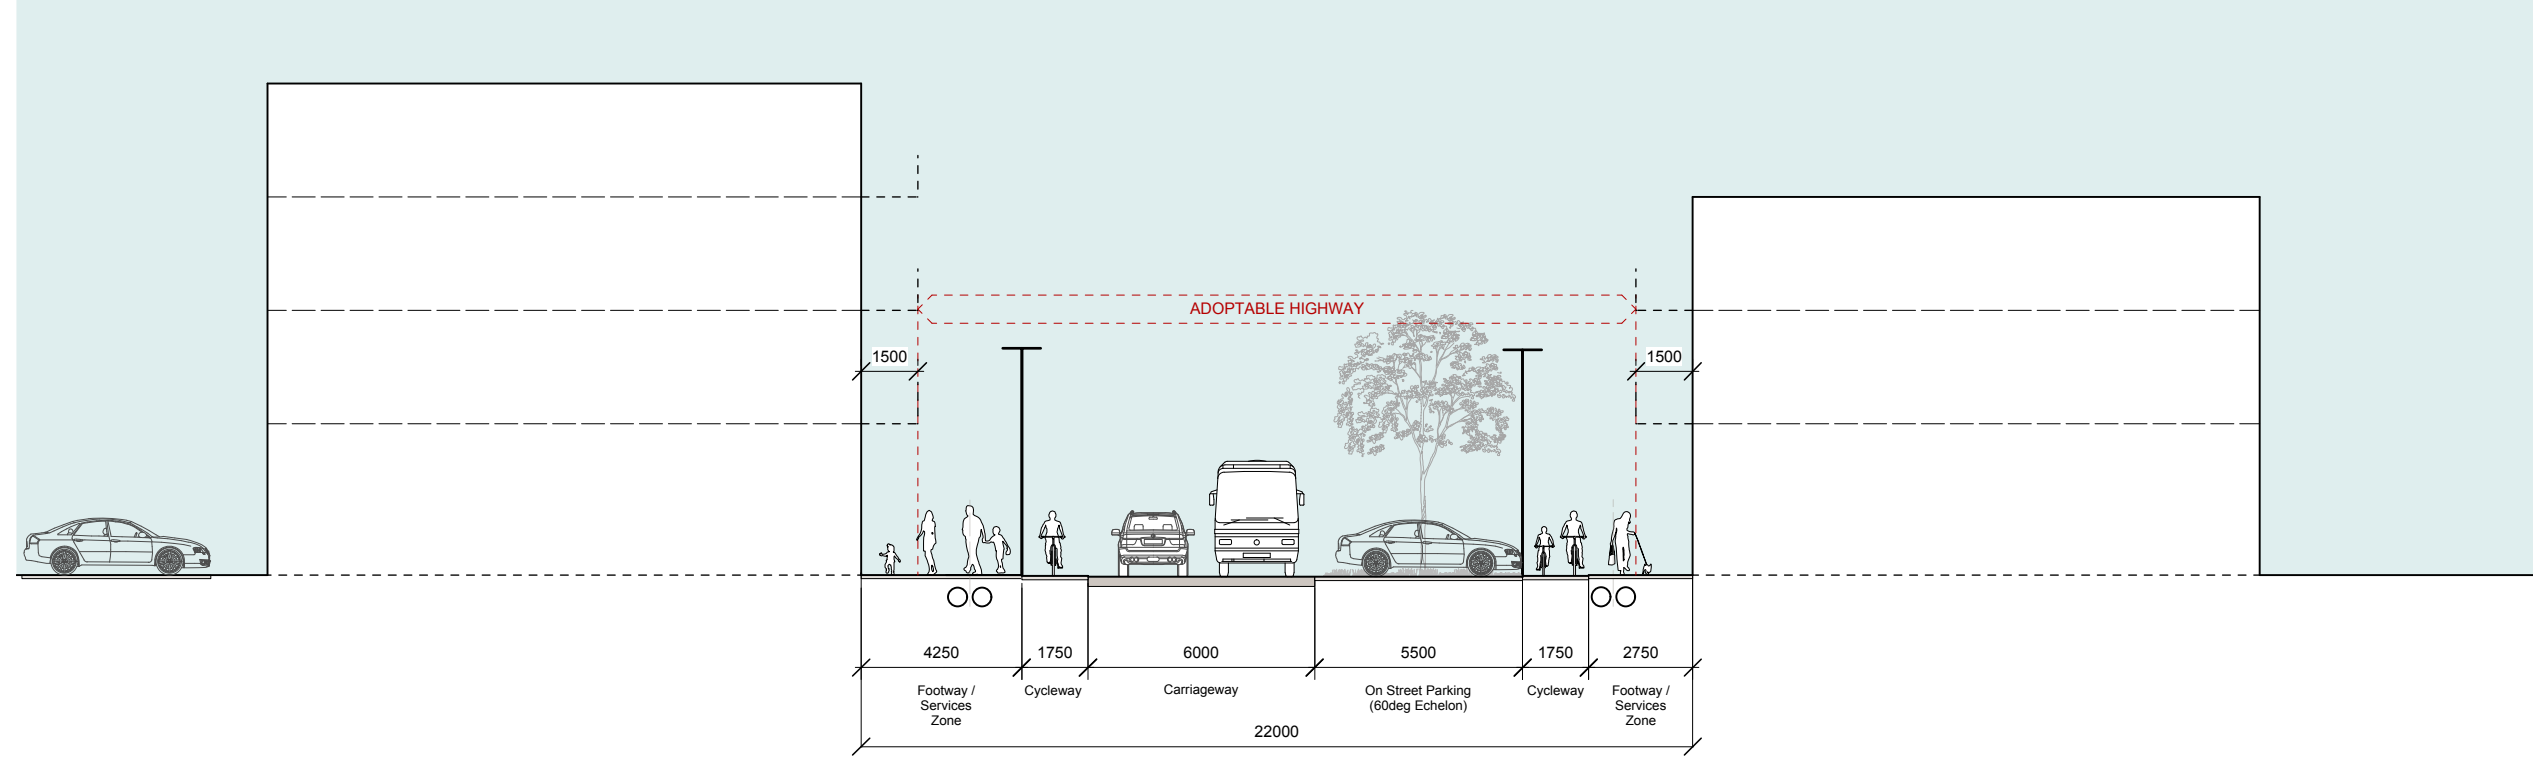 ADOPTABLE HIGHWAY
1500
1500
4250
1750
6000
5500
1750
2750
Footway /
Services
Zone
Cycleway
Carriageway
On Street Parking
(60deg Echelon)
Cycleway
Footway /
Services
Zone
22000